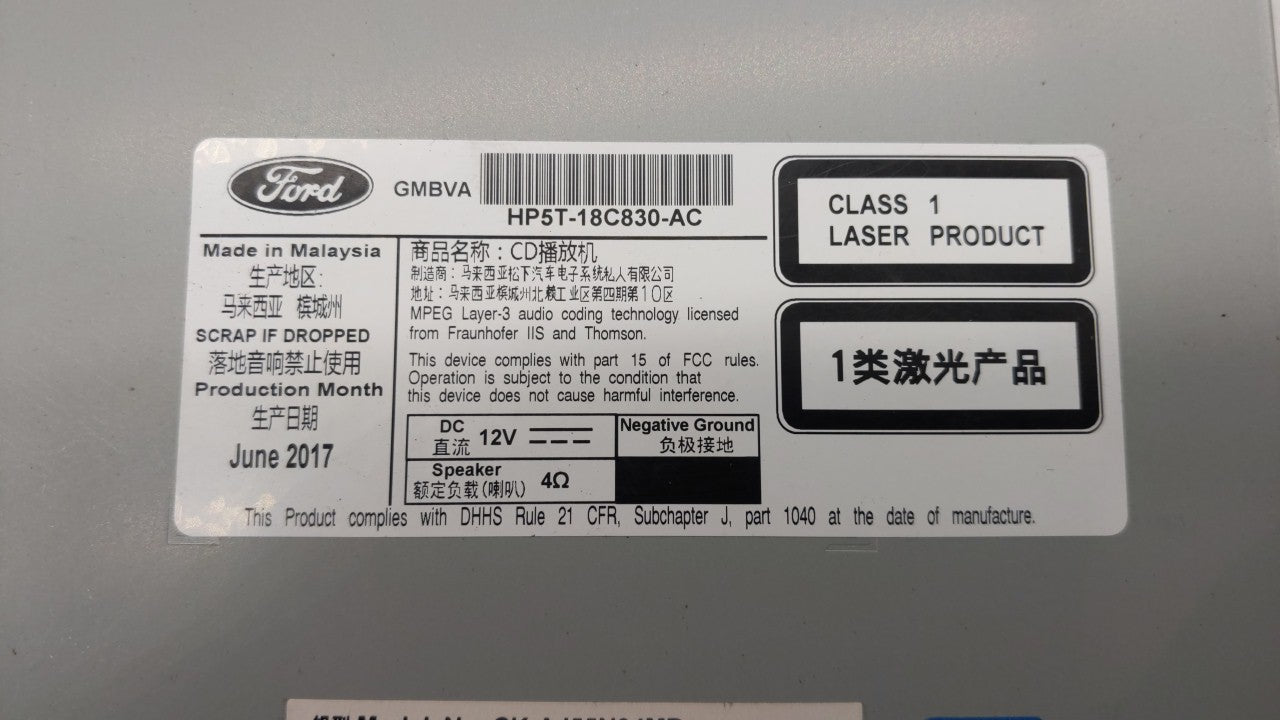 Ford
GMBVA
HP5T-18C830-AC
Made in Malaysia
生产地区:
马来西亚 槟城州
SCRAP IF DROPPED
落地音响禁止使用
Production Month
生产日期
June 2017
商品名称：CD播放机
制造商：马来西亚松下汽车电子系统私人有限公司
地址：马来西亚槟城州北赖工业区第四期第10区
MPEG Layer-3 audio coding technology licensed
from Fraunhofer IIS and Thomson.
This device complies with part 15 of FCC rules.
Operation is subject to the condition that
this device does not cause harmful interference.
DC
直流 12V
Negative Ground
负极接地
Speaker
额定负载(喇叭) 4Ω
This Product complies with DHHS Rule 21 CFR, Subchapter J, part 1040 at the date of manufacture.
CLASS 1
LASER PRODUCT
1类激光产品